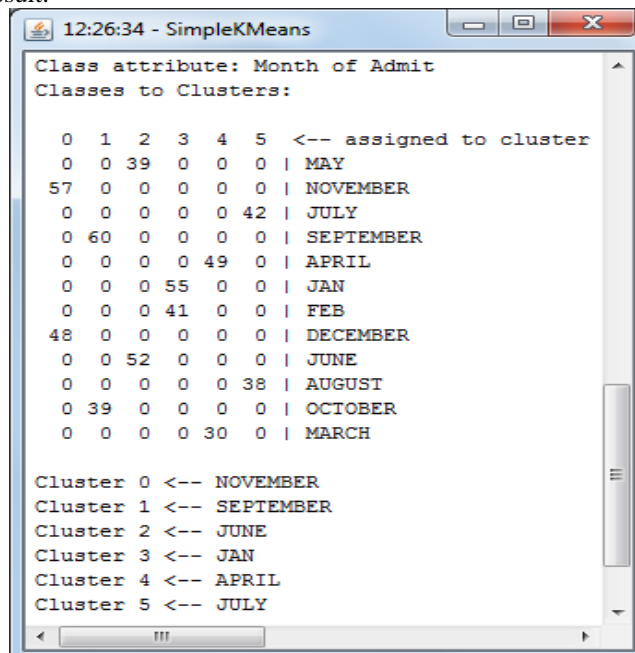 sult.
12:26:34 - SimpleKMeans
Class attribute: Month of Admit
Classes to Clusters:
0 1 2 3 4 5 <-- assigned to cluster
0 0 39 0 0 0 | MAY
57 0 0 0 0 0 | NOVEMBER
0 0 0 0 0 42 | JULY
0 60 0 0 0 0 | SEPTEMBER
0 0 0 0 49 0 | APRIL
0 0 0 55 0 0 | JAN
0 0 0 41 0 0 | FEB
48 0 0 0 0 0 | DECEMBER
0 0 52 0 0 0 | JUNE
0 0 0 0 0 38 | AUGUST
0 39 0 0 0 0 | OCTOBER
0 0 0 0 30 0 | MARCH
Cluster 0 <-- NOVEMBER
Cluster 1 <-- SEPTEMBER
Cluster 2 <-- JUNE
Cluster 3 <-- JAN
Cluster 4 <-- APRIL
Cluster 5 <-- JULY